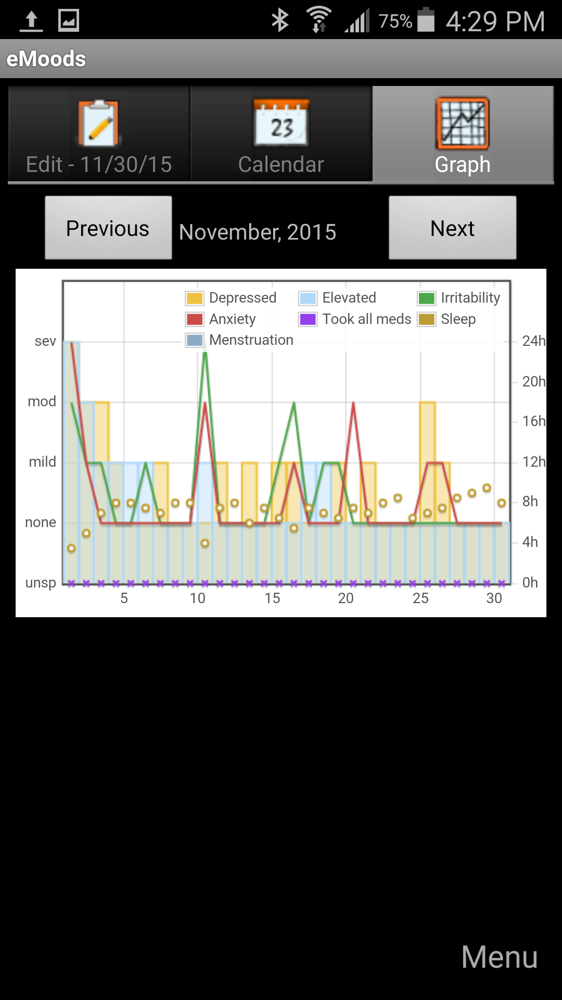 75% 4:29 PM
eMoods
Edit - 11/30/15 Calendar Graph
23
Previous November, 2015 Next
Depressed Elevated Irritability
Anxiety Took all meds Sleep
Menstruation
sev 24h
20h
mod
16h
mild 12h
8h
none
4h
unsp 0h
5 10 15 20 25 30
Menu